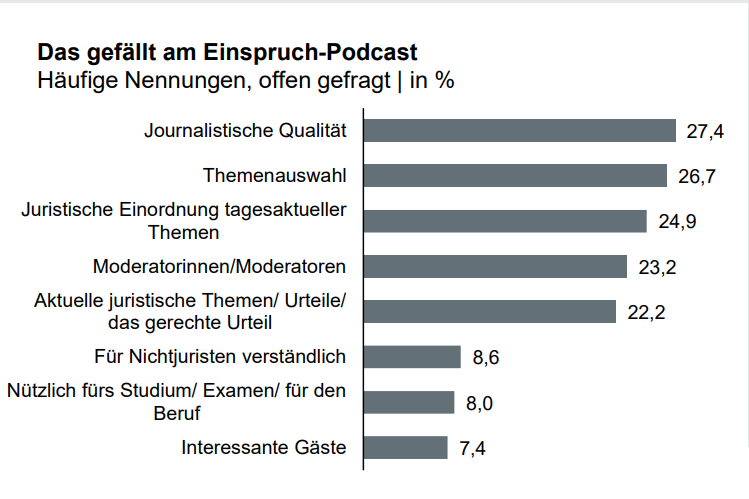 Das gefällt am Einspruch-Podcast
Häufige Nennungen, offen gefragt | in %
Journalistische Qualität 27,4
Themenauswahl 26,7
Juristische Einordnung tagesaktueller
Themen 24,9
Moderatorinnen/Moderatoren 23,2
Aktuelle juristische Themen/ Urteile/
das gerechte Urteil 22,2
Für Nichtjuristen verständlich 8,6
Nützlich fürs Studium/ Examen/ für den
Beruf 8,0
Interessante Gäste 7,4